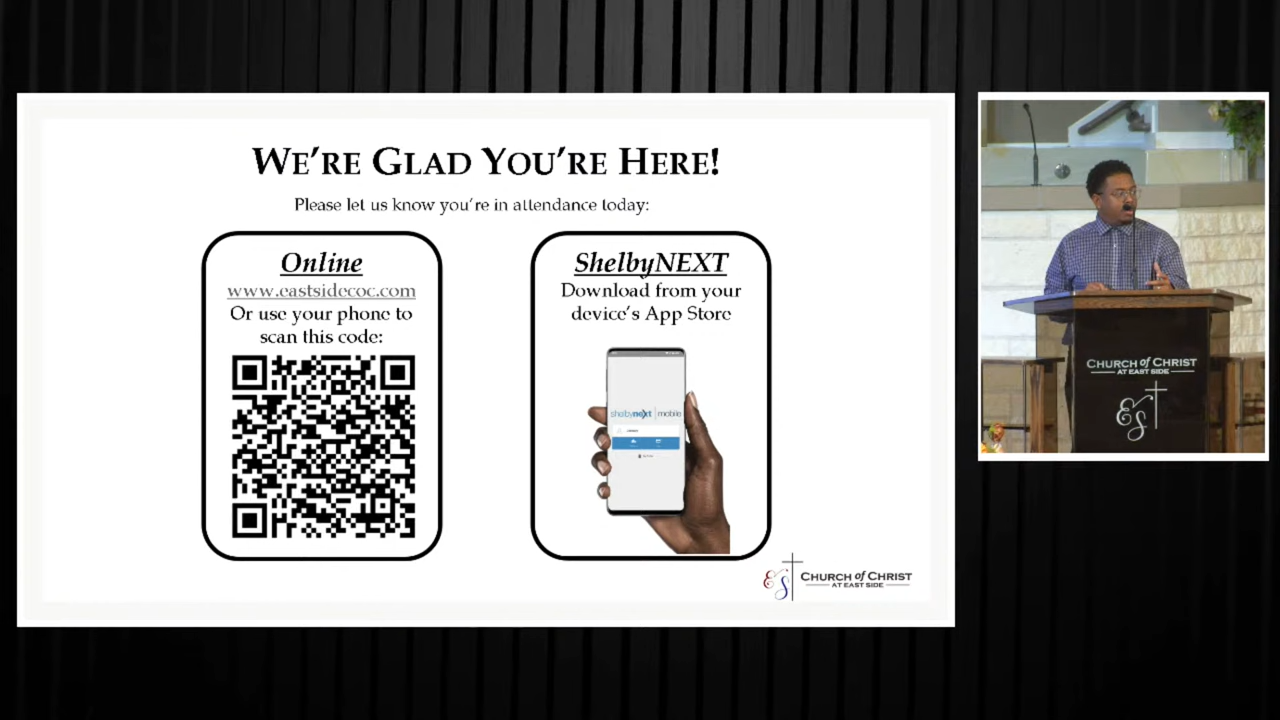 WE'RE GLAD YOU'RE HERE!
Please let us know you're in attendance today:
Online
www.eastsidecoc.com
Or use your phone to
scan this code:
ShelbyNEXT
Download from your
device's App Store
shelbynext | mobile
ES CHURCH of CHRIST
AT EAST SIDE
CHURCH of CHRIST
AT EAST SIDE
ES